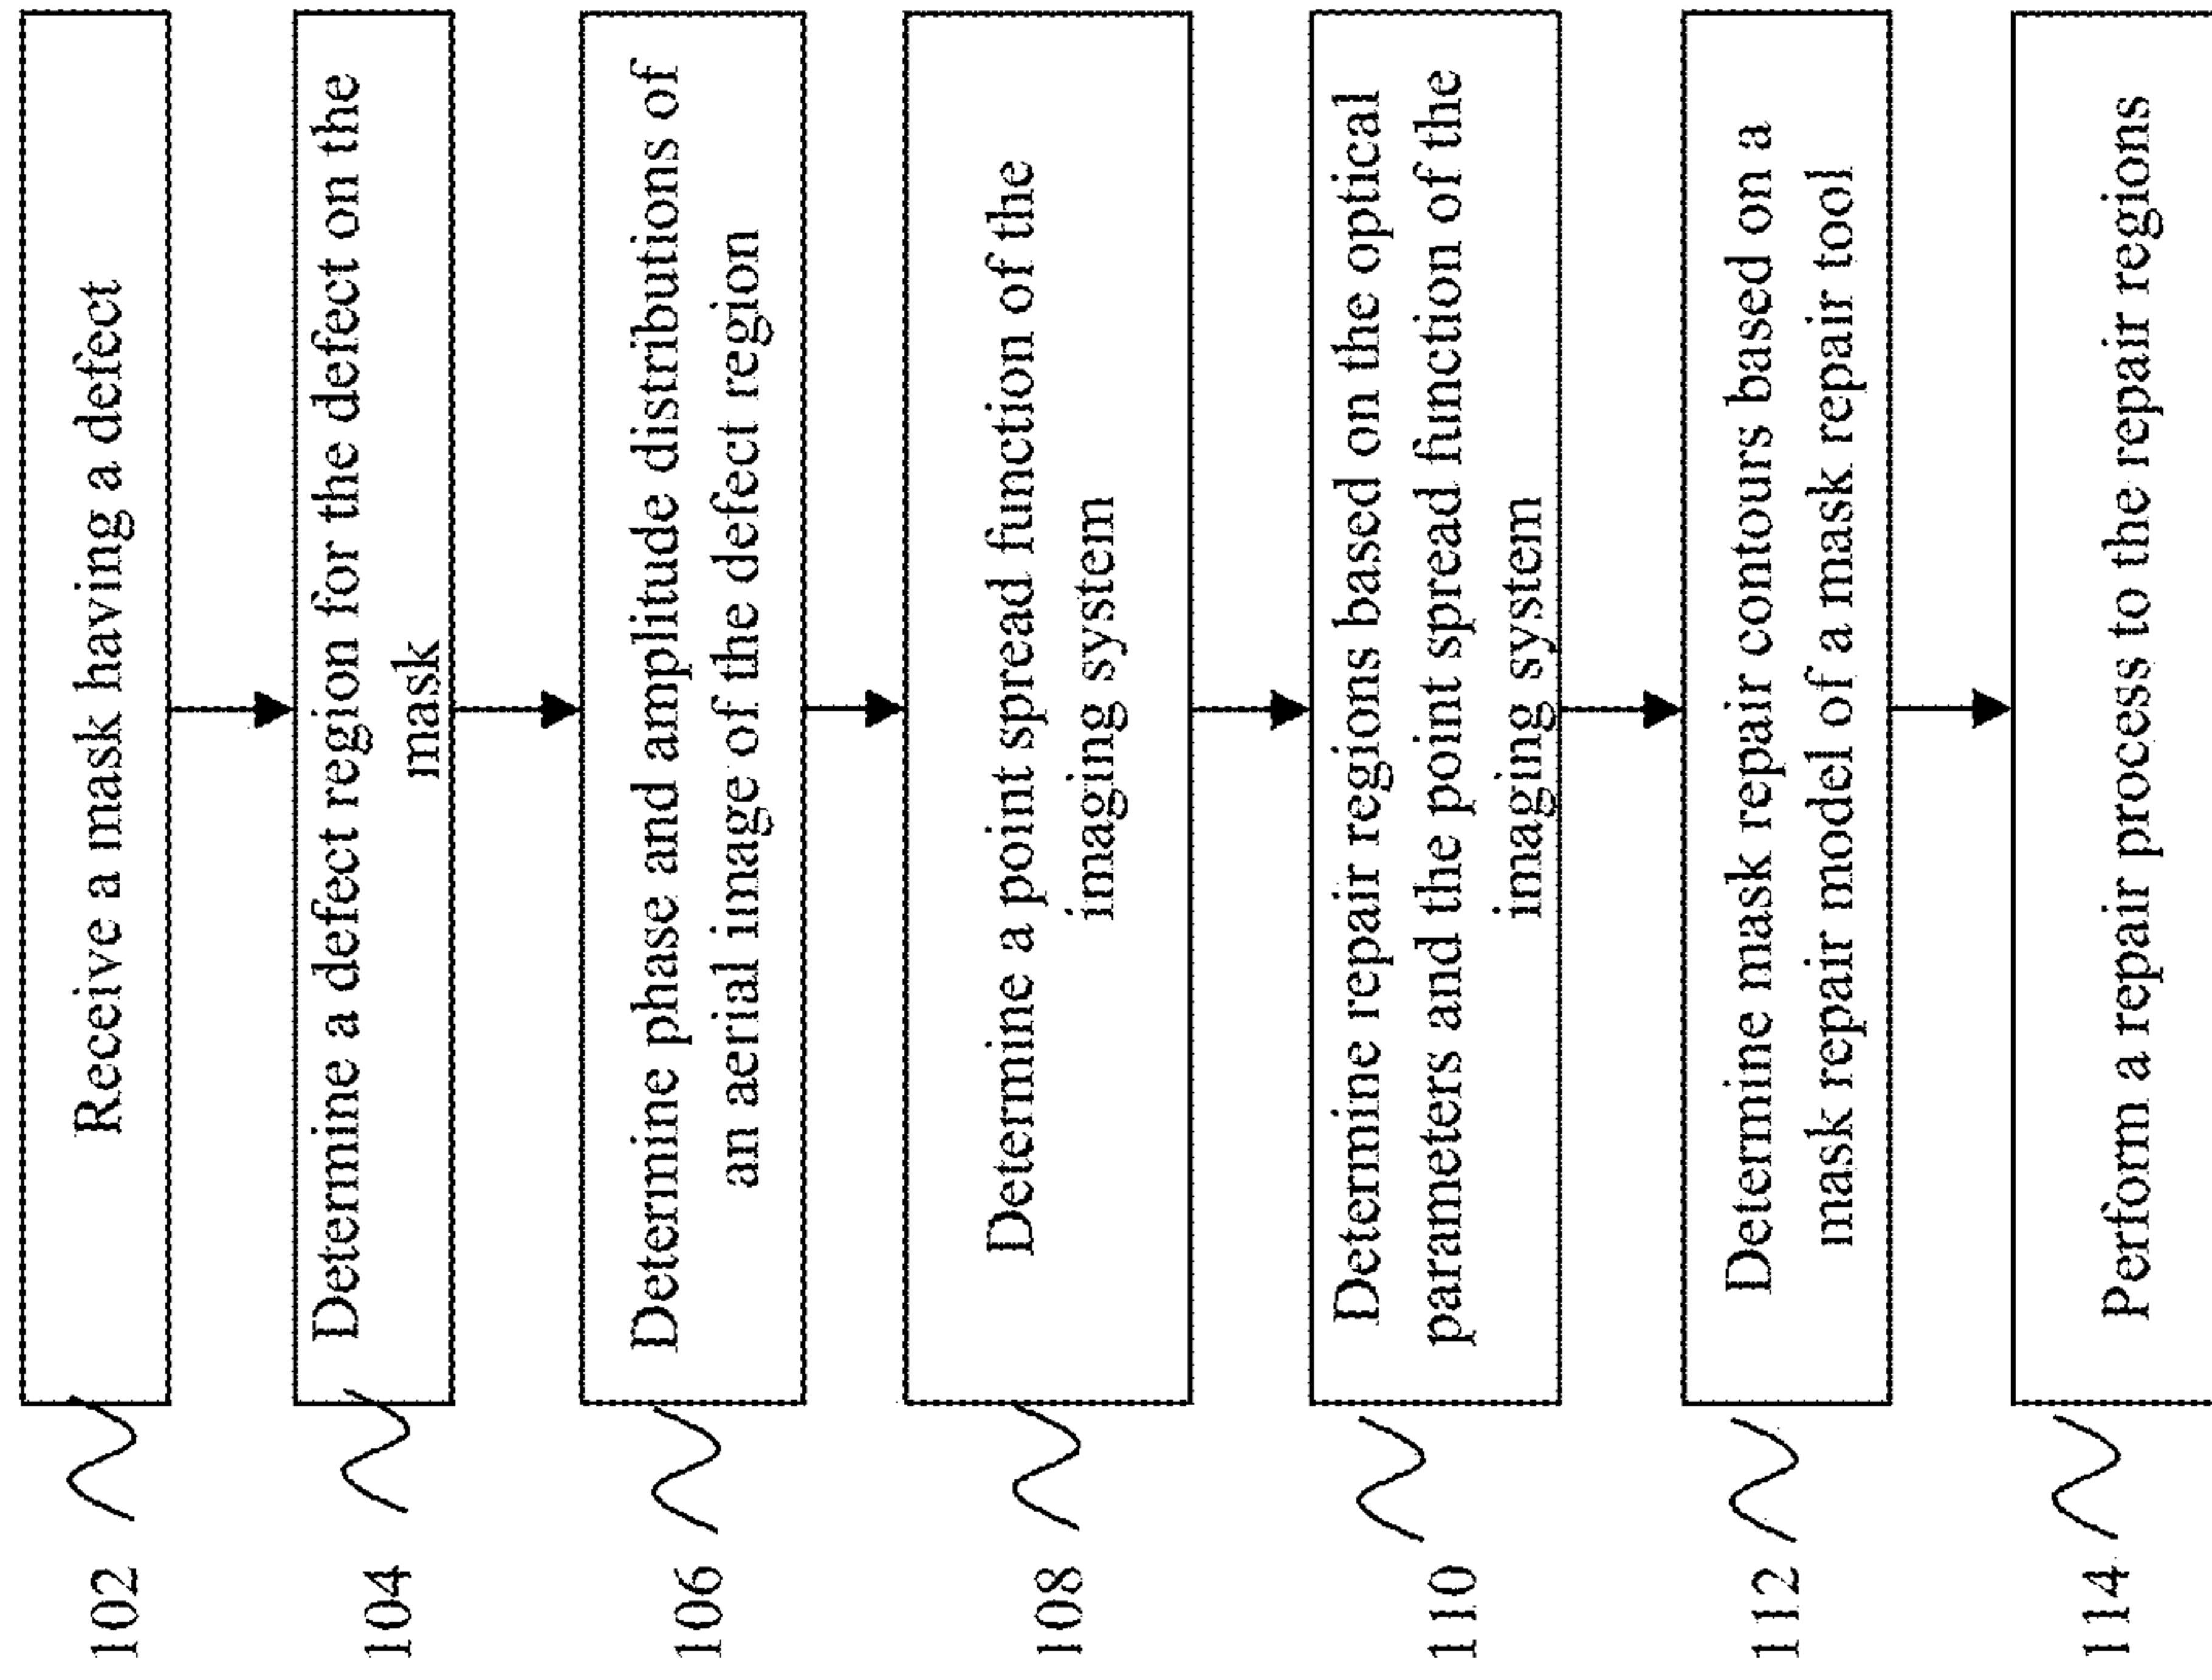 102
Receive a mask having a defect
104
Determine a defect region for the defect on the
mask
106
Determine phase and amplitude distributions of
an aerial image of the defect region
108
Determine a point spread function of the
imaging system
110
Determine repair regions based on the optical
parameters and the point spread function of the
imaging system
112
Determine mask repair contours based on a
mask repair model of a mask repair tool
114
Perform a repair process to the repair regions